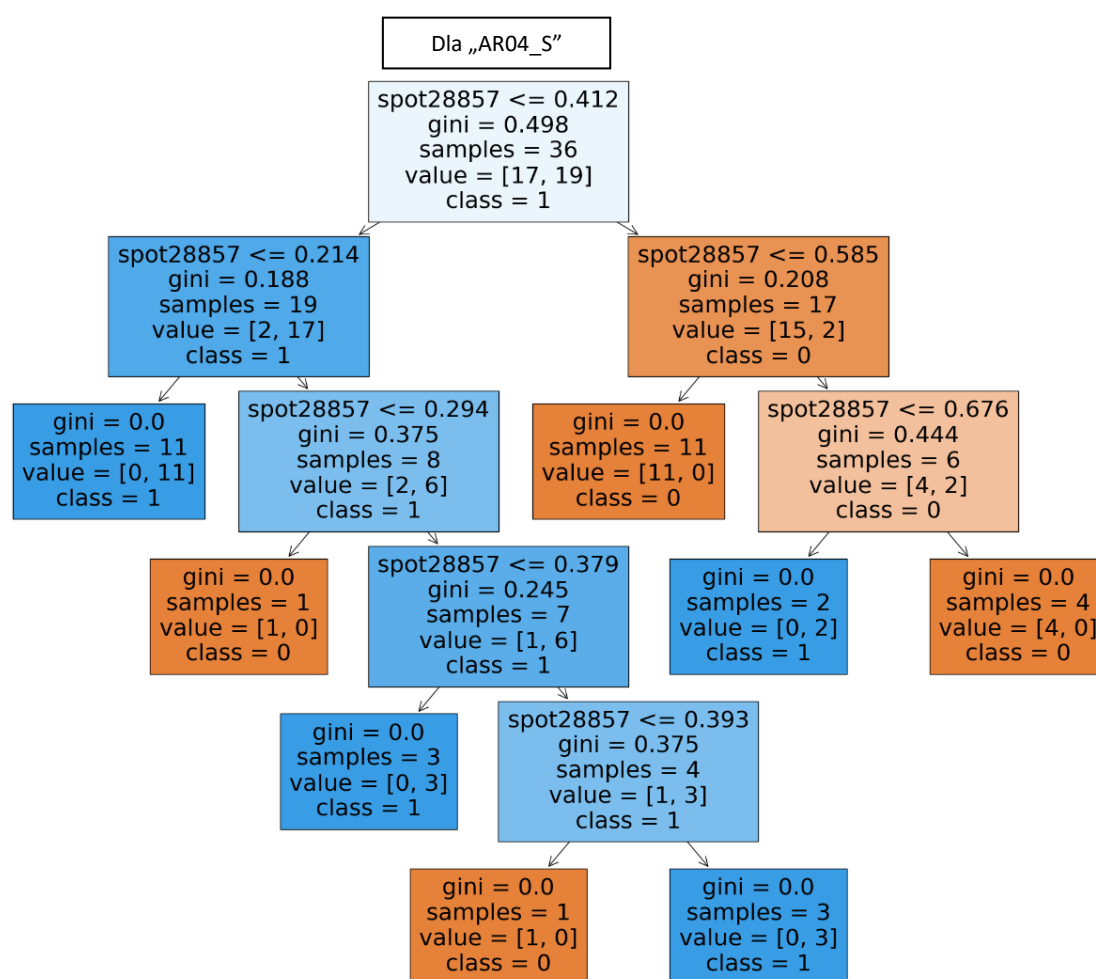 Dla „AR04_S”
spot28857 <= 0.412
gini = 0.498
samples = 36
value = [17, 19]
class = 1
spot28857 <= 0.214
gini = 0.188
samples = 19
value = [2, 17]
class = 1
spot28857 <= 0.585
gini = 0.208
samples = 17
value = [15, 2]
class = 0
gini = 0.0
samples = 11
value = [0, 11]
class = 1
spot28857 <= 0.294
gini = 0.375
samples = 8
value = [2, 6]
class = 1
gini = 0.0
samples = 11
value = [11, 0]
class = 0
spot28857 <= 0.676
gini = 0.444
samples = 6
value = [4, 2]
class = 0
gini = 0.0
samples = 1
value = [1, 0]
class = 0
spot28857 <= 0.379
gini = 0.245
samples = 7
value = [1, 6]
class = 1
gini = 0.0
samples = 2
value = [0, 2]
class = 1
gini = 0.0
samples = 4
value = [4, 0]
class = 0
gini = 0.0
samples = 3
value = [0, 3]
class = 1
spot28857 <= 0.393
gini = 0.375
samples = 4
value = [1, 3]
class = 1
gini = 0.0
samples = 1
value = [1, 0]
class = 0
gini = 0.0
samples = 3
value = [0, 3]
class = 1